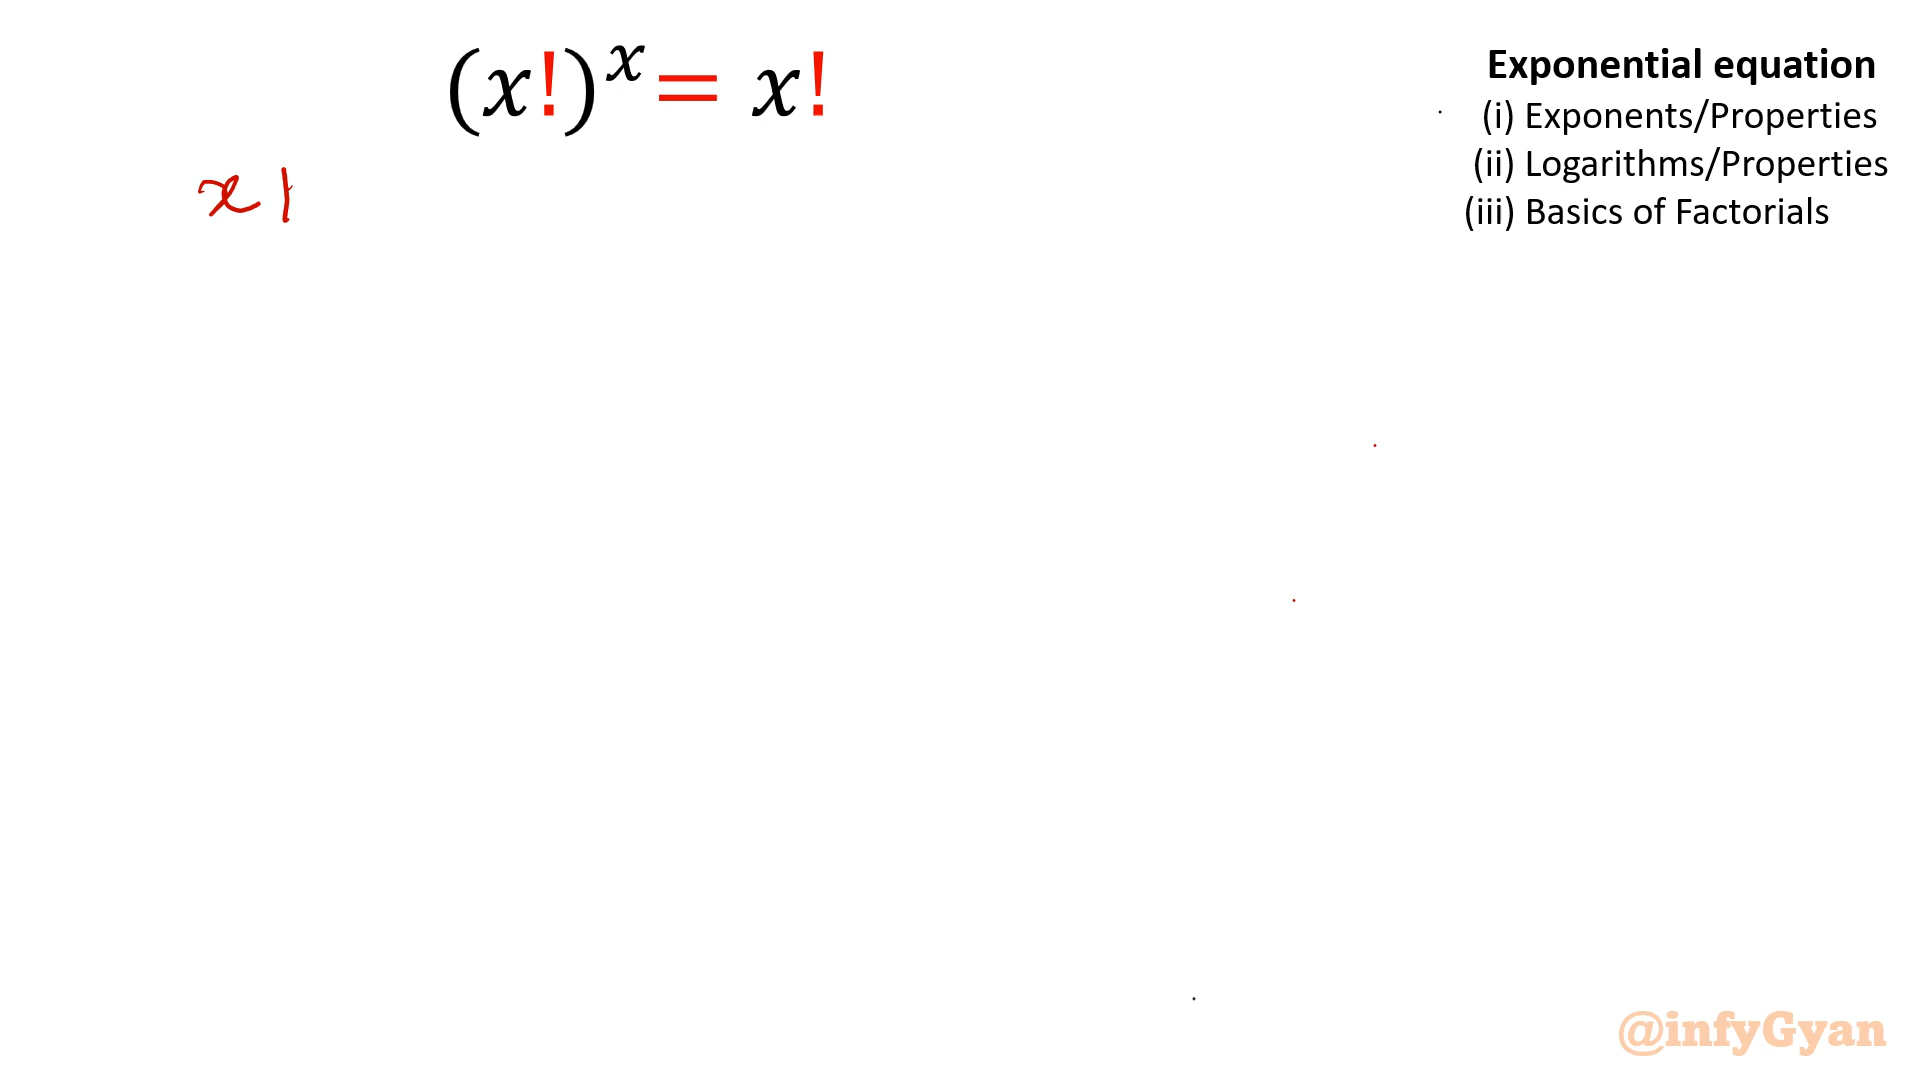 (x!)^x = x!
Exponential equation
(i) Exponents/Properties
(ii) Logarithms/Properties
(iii) Basics of Factorials
x |
@infyGyan